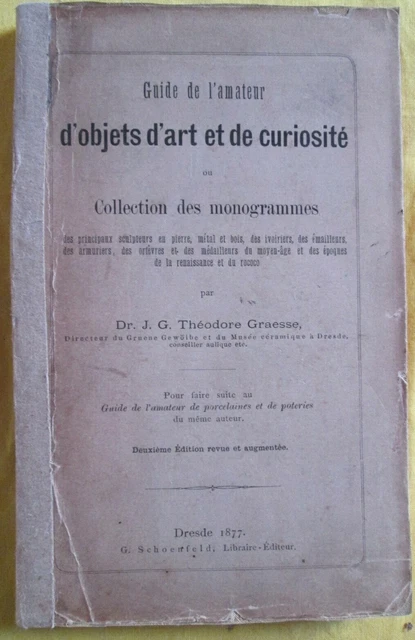 Guide de l'amateur
d'objets d'art et de curiosité
ou
Collection des monogrammes
des principaux sculpteurs en pierre, métal et bois, des ivoiriers, des émailleurs,
des armuriers, des orfèvres et des médailleurs du moyen-âge et des époques
de la renaissance et du rococo
par
Dr. J. G. Théodore Graesse,
Directeur du Gruene Gewölbe et du Musée céramique à Dresde,
conseiller aulique etc.
Pour faire suite au
Guide de l'amateur de porcelaines et de poteries
du même auteur.
Deuxième Édition revue et augmentée.
Dresde 1877.
G. Schoenfeld, Libraire-Éditeur.